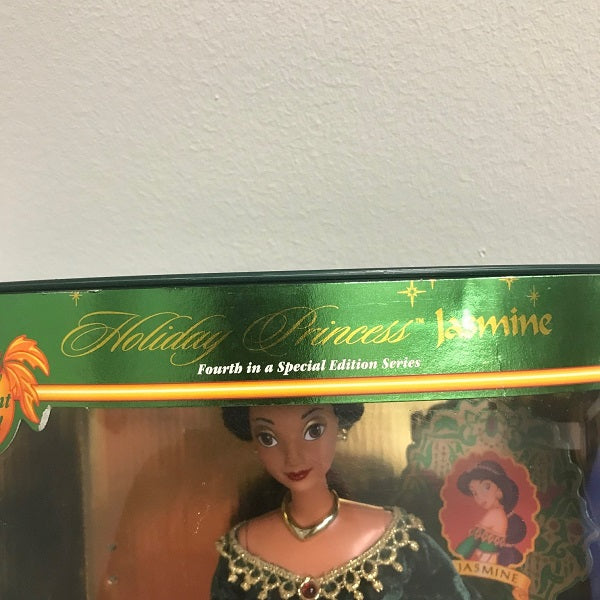 Holiday Princess™ Jasmine
Fourth in a Special Edition Series
JASMINE